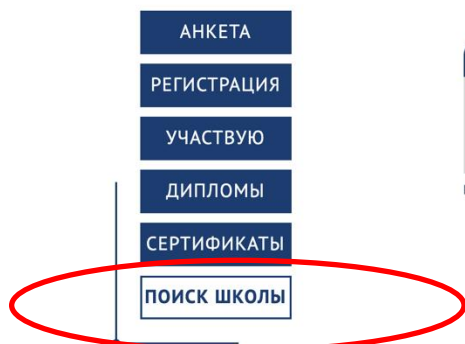 АНКЕТА
РЕГИСТРАЦИЯ
УЧАСТВУЮ
ДИПЛОМЫ
СЕРТИФИКАТЫ
ПОИСК ШКОЛЫ